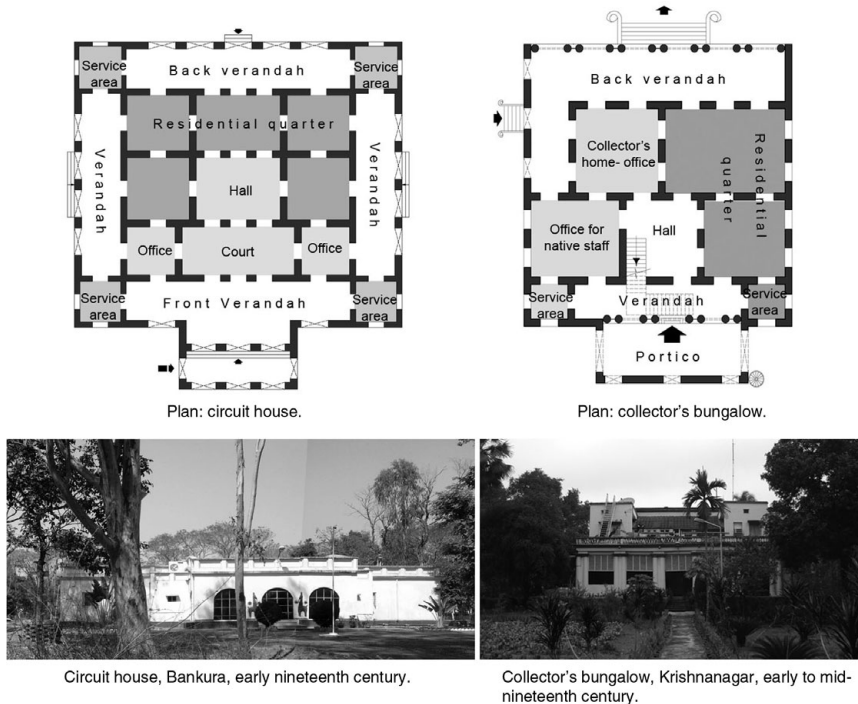 Service
area
Back verandah
Service
area
Residential quarter
Verandah
Hall
Verandah
Office
Court
Office
Service
area
Front Verandah
Service
area
Plan: circuit house.
Back verandah
Collector's
home- office
Residential
quarter
Office for
native staff
Hall
Service
area
Verandah
Service
area
Portico
Plan: collector's bungalow.
Circuit house, Bankura, early nineteenth century.
Collector's bungalow, Krishnanagar, early to mid-
nineteenth century.